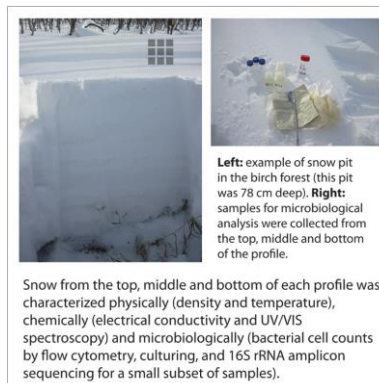 Left: example of snow pit
in the birch forest (this pit
was 78 cm deep). Right:
samples for microbiological
analysis were collected from
the top, middle and bottom
of the profile.
Snow from the top, middle and bottom of each profile was
characterized physically (density and temperature),
chemically (electrical conductivity and UV/VIS
spectroscopy) and microbiologically (bacterial cell counts
by flow cytometry, culturing, and 16S rRNA amplicon
sequencing for a small subset of samples).